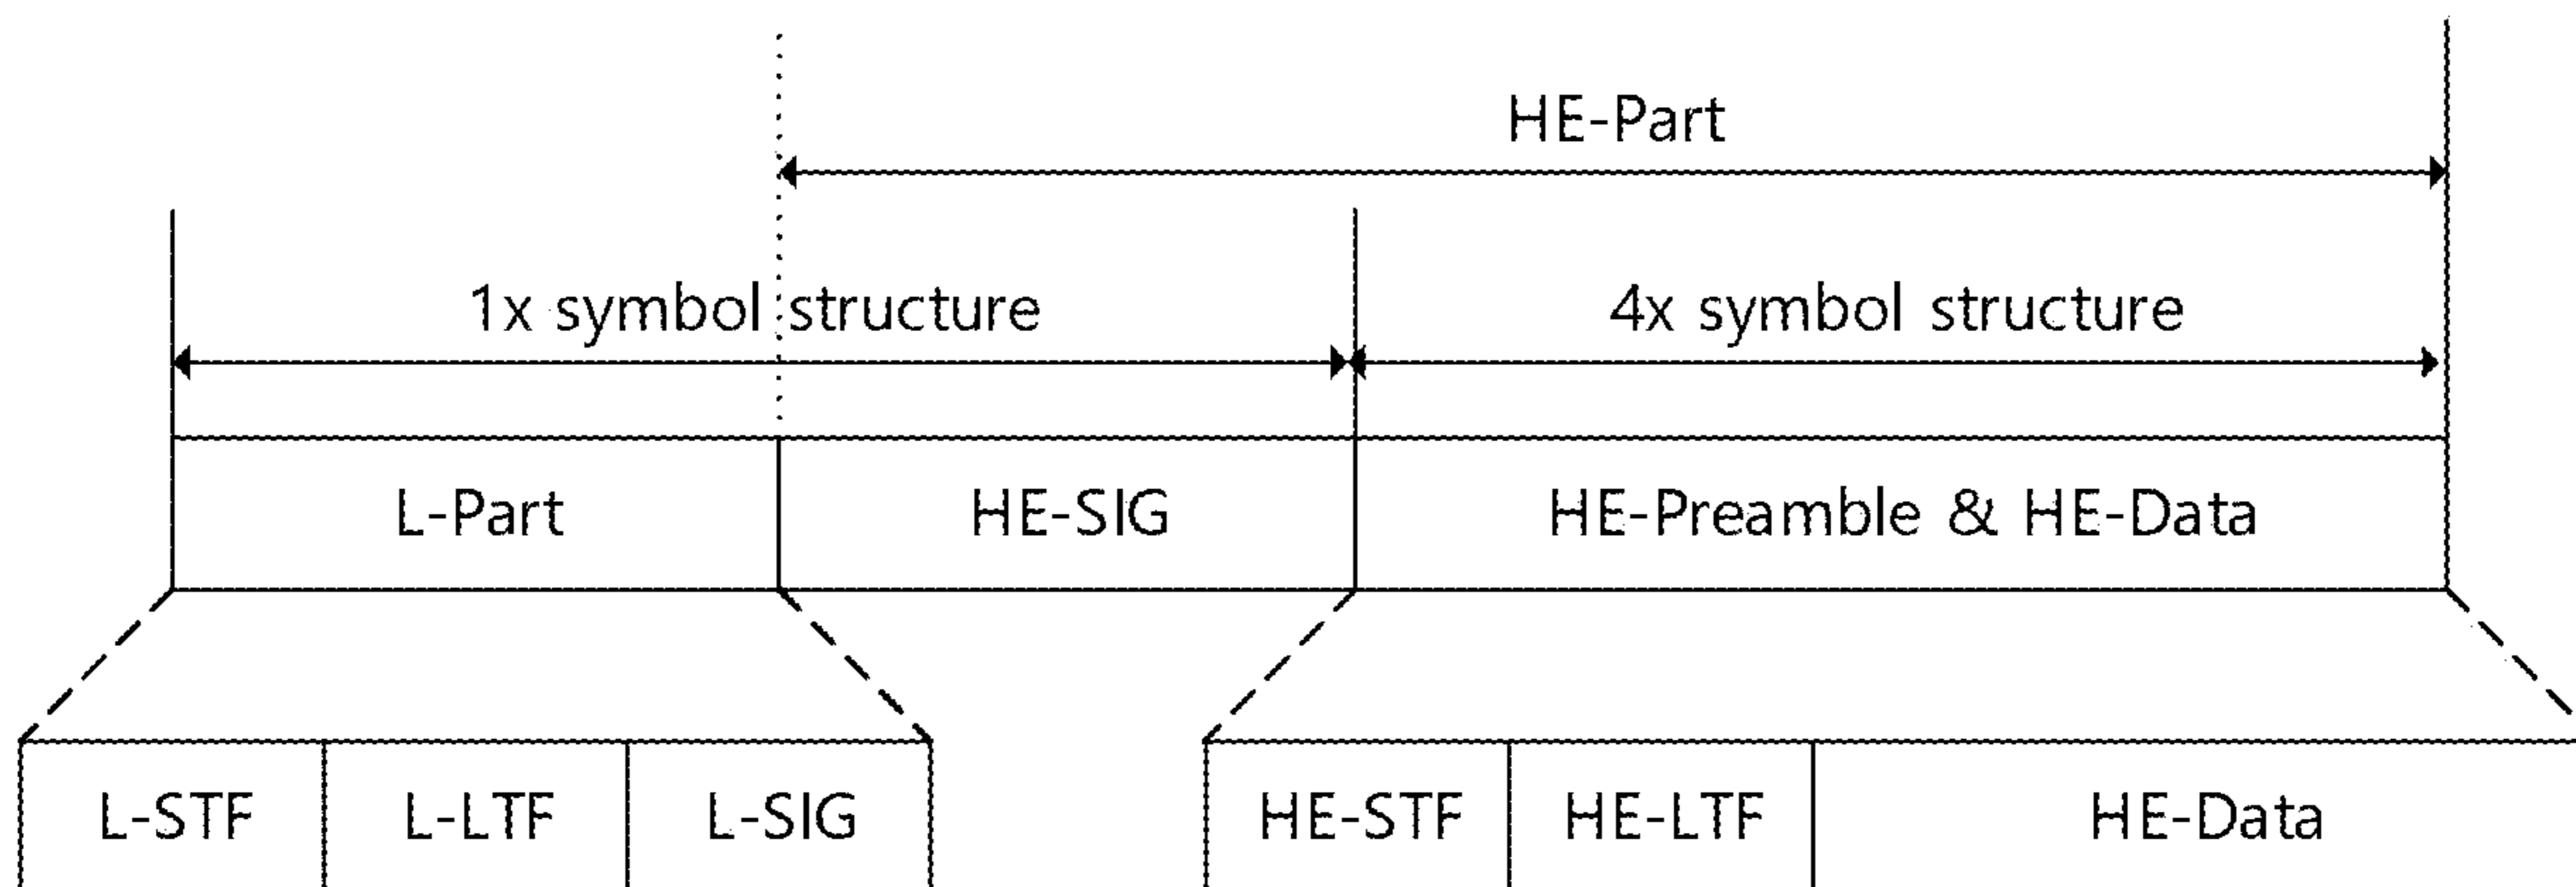 HE-Part
1x symbol structure 4x symbol structure
L-Part HE-SIG HE-Preamble & HE-Data
L-STF L-LTF L-SIG HE-STF HE-LTF HE-Data